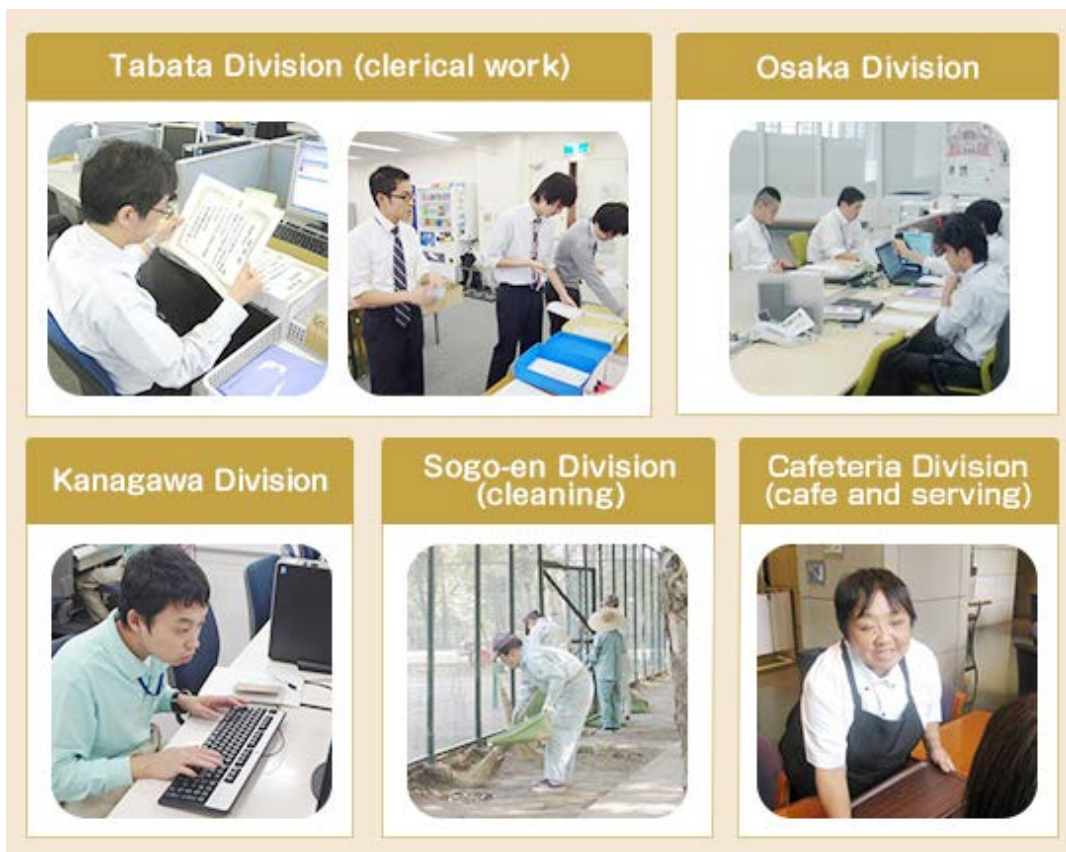 Tabata Division (clerical work)
Osaka Division
Kanagawa Division
Sogo-en Division
(cleaning)
Cafeteria Division
(cafe and serving)